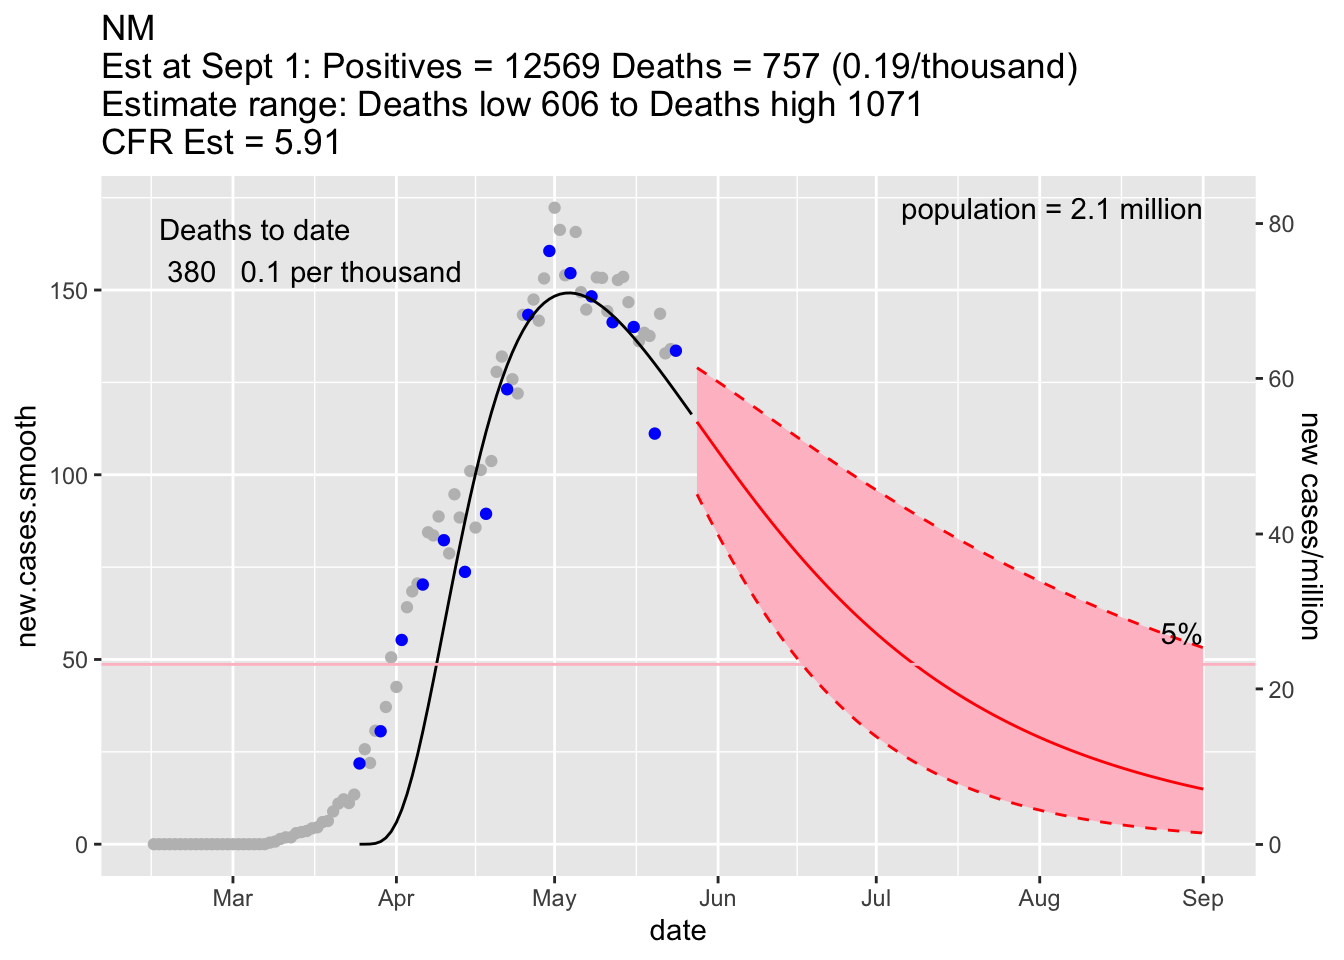 NM
Est at Sept 1: Positives = 12569 Deaths = 757 (0.19/thousand)
Estimate range: Deaths low 606 to Deaths high 1071
CFR Est = 5.91
population = 2.1 million
Deaths to date
380 0.1 per thousand
5%
new.cases.smooth
150
100
50
0
80
60
40
20
0
new cases/million
Mar Apr May Jun Jul Aug Sep
date